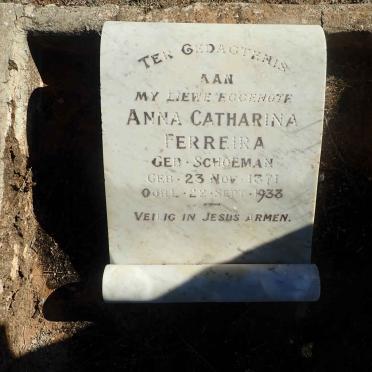 TER GEDAGTENIS
AAN
MY LIEWE EGGENOTE
ANNA CATHARINA
FERREIRA
GEB. SCHOEMAN
GEB. 23 NOV. 1871
OORL. 22 SEPT. 1933
VEILIG IN JESUS ARMEN.